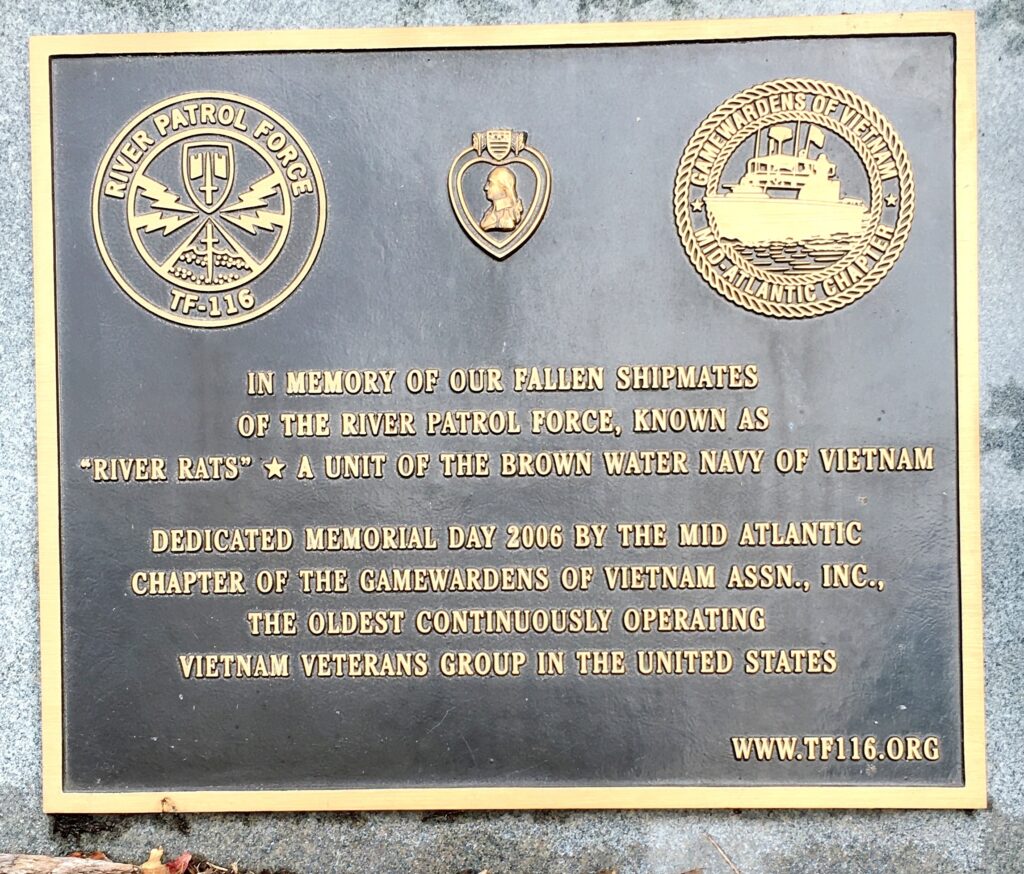 RIVER PATROL FORCE
TF-116
GAMEWARDENS OF VIETNAM
MID-ATLANTIC CHAPTER
IN MEMORY OF OUR FALLEN SHIPMATES
OF THE RIVER PATROL FORCE, KNOWN AS
“RIVER RATS” ★ A UNIT OF THE BROWN WATER NAVY OF VIETNAM
DEDICATED MEMORIAL DAY 2006 BY THE MID ATLANTIC
CHAPTER OF THE GAMEWARDENS OF VIETNAM ASSN., INC.,
THE OLDEST CONTINUOUSLY OPERATING
VIETNAM VETERANS GROUP IN THE UNITED STATES
WWW.TF116.ORG